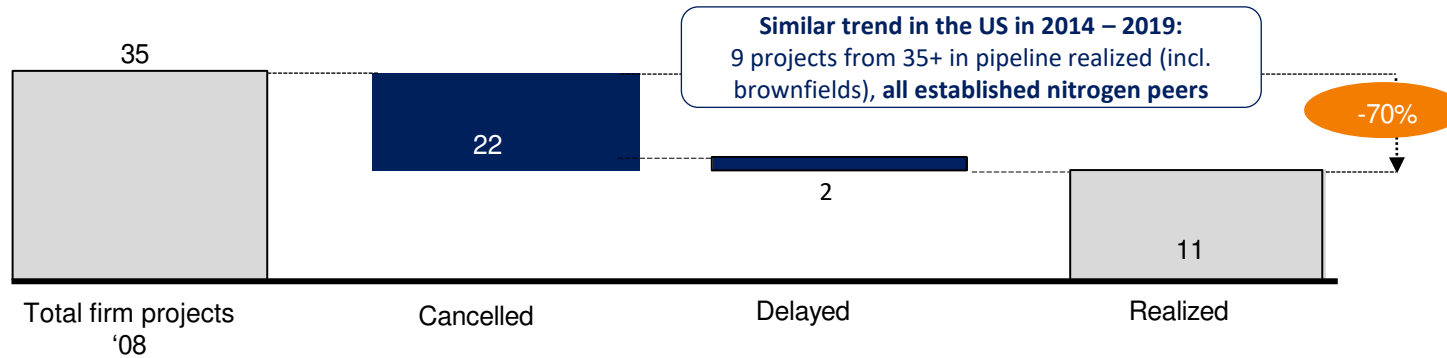 Similar trend in the US in 2014 – 2019:
9 projects from 35+ in pipeline realized (incl.
brownfields), all established nitrogen peers
35
-70%
22
2
11
Total firm projects
‘08
Cancelled
Delayed
Realized